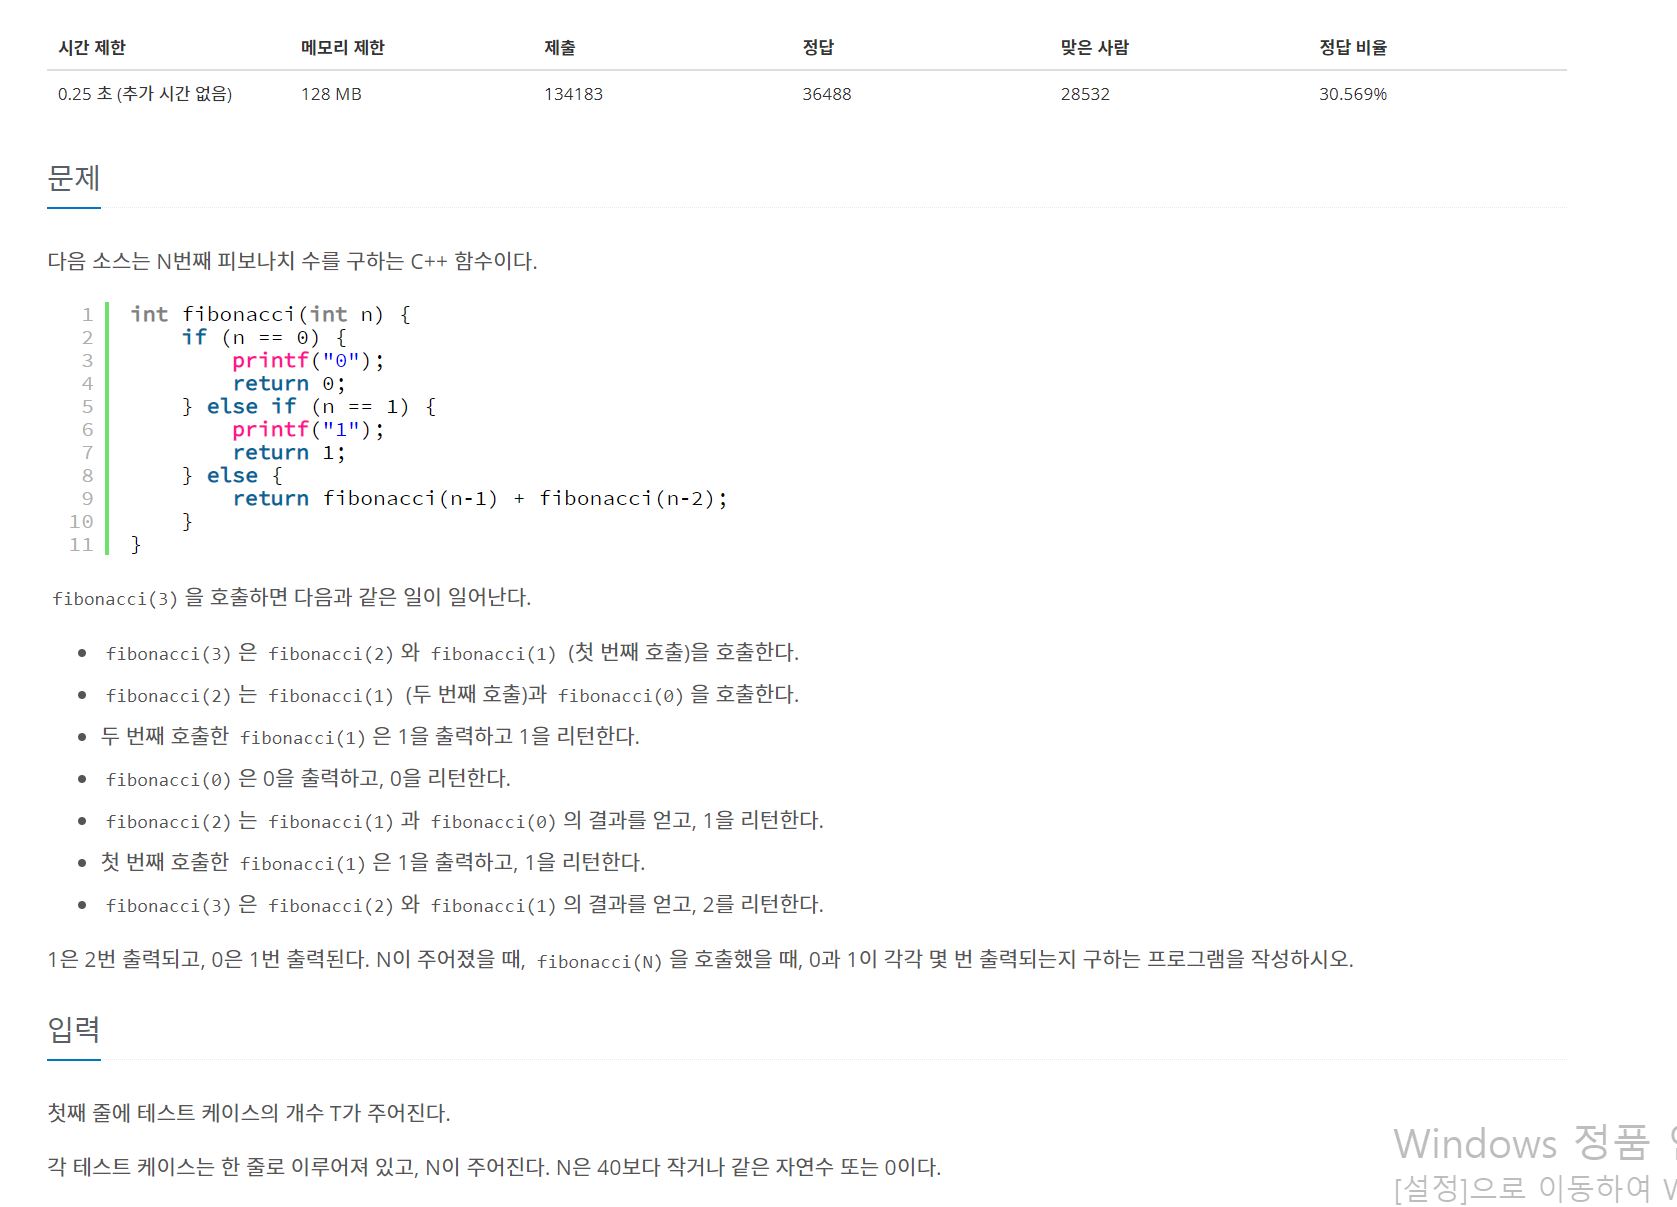 시간 제한 메모리 제한 제출 정답 맞은 사람 정답 비율
0.25 초 (추가 시간 없음) 128 MB 134183 36488 28532 30.569%
문제
다음 소스는 N번째 피보나치 수를 구하는 C++ 함수이다.
1 int fibonacci(int n) {
2     if (n == 0) {
3         printf("0");
4         return 0;
5     } else if (n == 1) {
6         printf("1");
7         return 1;
8     } else {
9         return fibonacci(n-1) + fibonacci(n-2);
10     }
11 }
fibonacci(3) 을 호출하면 다음과 같은 일이 일어난다.
• fibonacci(3) 은 fibonacci(2) 와 fibonacci(1) (첫 번째 호출)을 호출한다.
• fibonacci(2) 는 fibonacci(1) (두 번째 호출)과 fibonacci(0) 을 호출한다.
• 두 번째 호출한 fibonacci(1) 은 1을 출력하고 1을 리턴한다.
• fibonacci(0) 은 0을 출력하고, 0을 리턴한다.
• fibonacci(2) 는 fibonacci(1) 과 fibonacci(0) 의 결과를 얻고, 1을 리턴한다.
• 첫 번째 호출한 fibonacci(1) 은 1을 출력하고, 1을 리턴한다.
• fibonacci(3) 은 fibonacci(2) 와 fibonacci(1) 의 결과를 얻고, 2를 리턴한다.
1은 2번 출력되고, 0은 1번 출력된다. N이 주어졌을 때, fibonacci(N) 을 호출했을 때, 0과 1이 각각 몇 번 출력되는지 구하는 프로그램을 작성하시오.
입력
첫째 줄에 테스트 케이스의 개수 T가 주어진다.
각 테스트 케이스는 한 줄로 이루어져 있고, N이 주어진다. N은 40보다 작거나 같은 자연수 또는 0이다.
Windows 정품
[설정]으로 이동하여